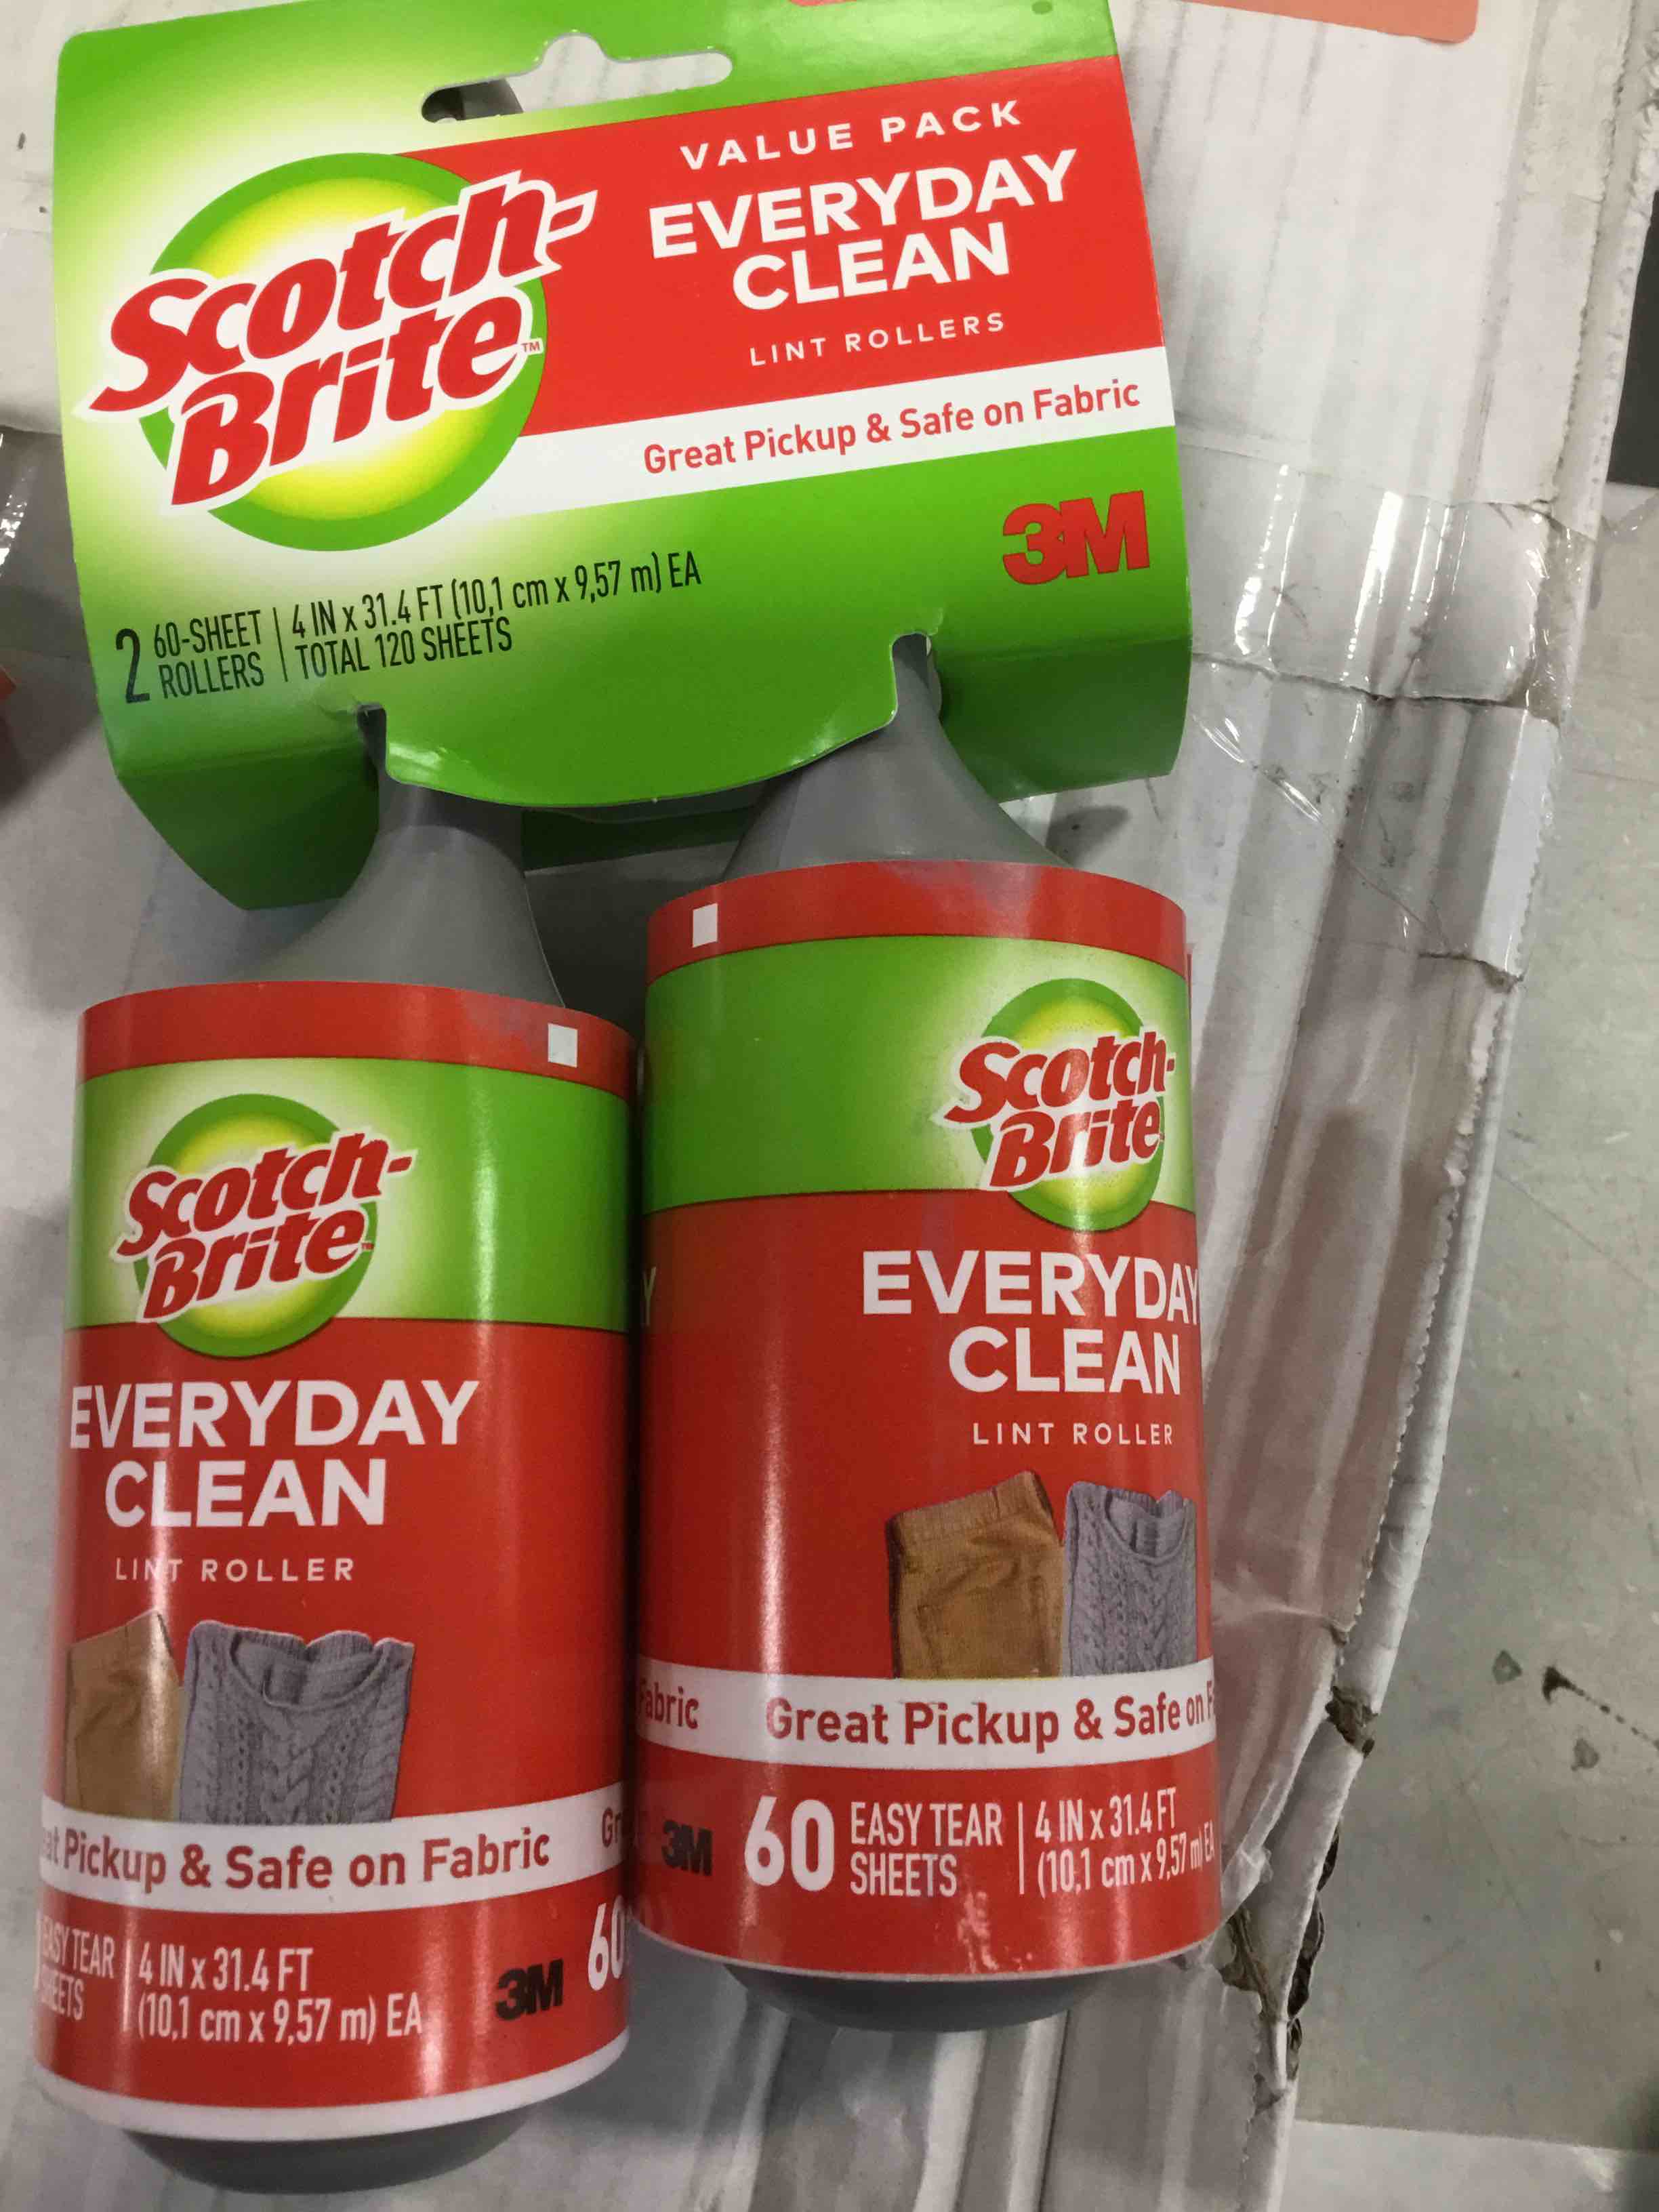 VALUE PACK
EVERYDAY
CLEAN
LINT ROLLERS
Great Pickup & Safe on Fabric
Scotch-
Brite™
3M
2 60-SHEET ROLLERS
4 IN x 31.4 FT (10,1 cm x 9,57 m) EA
TOTAL 120 SHEETS
Scotch-
Brite™
EVERYDAY
CLEAN
LINT ROLLER
Pickup & Safe on Fabric
EASY TEAR
SHEETS
4 IN x 31.4 FT
(10,1 cm x 9,57 m) EA
3M
60
Scotch-
Brite
EVERYDAY
CLEAN
LINT ROLLER
Fabric
Great Pickup & Safe on
3M
60 EASY TEAR
SHEETS
4 IN x 31.4 FT
(10,1 cm x 9,57 m) EA